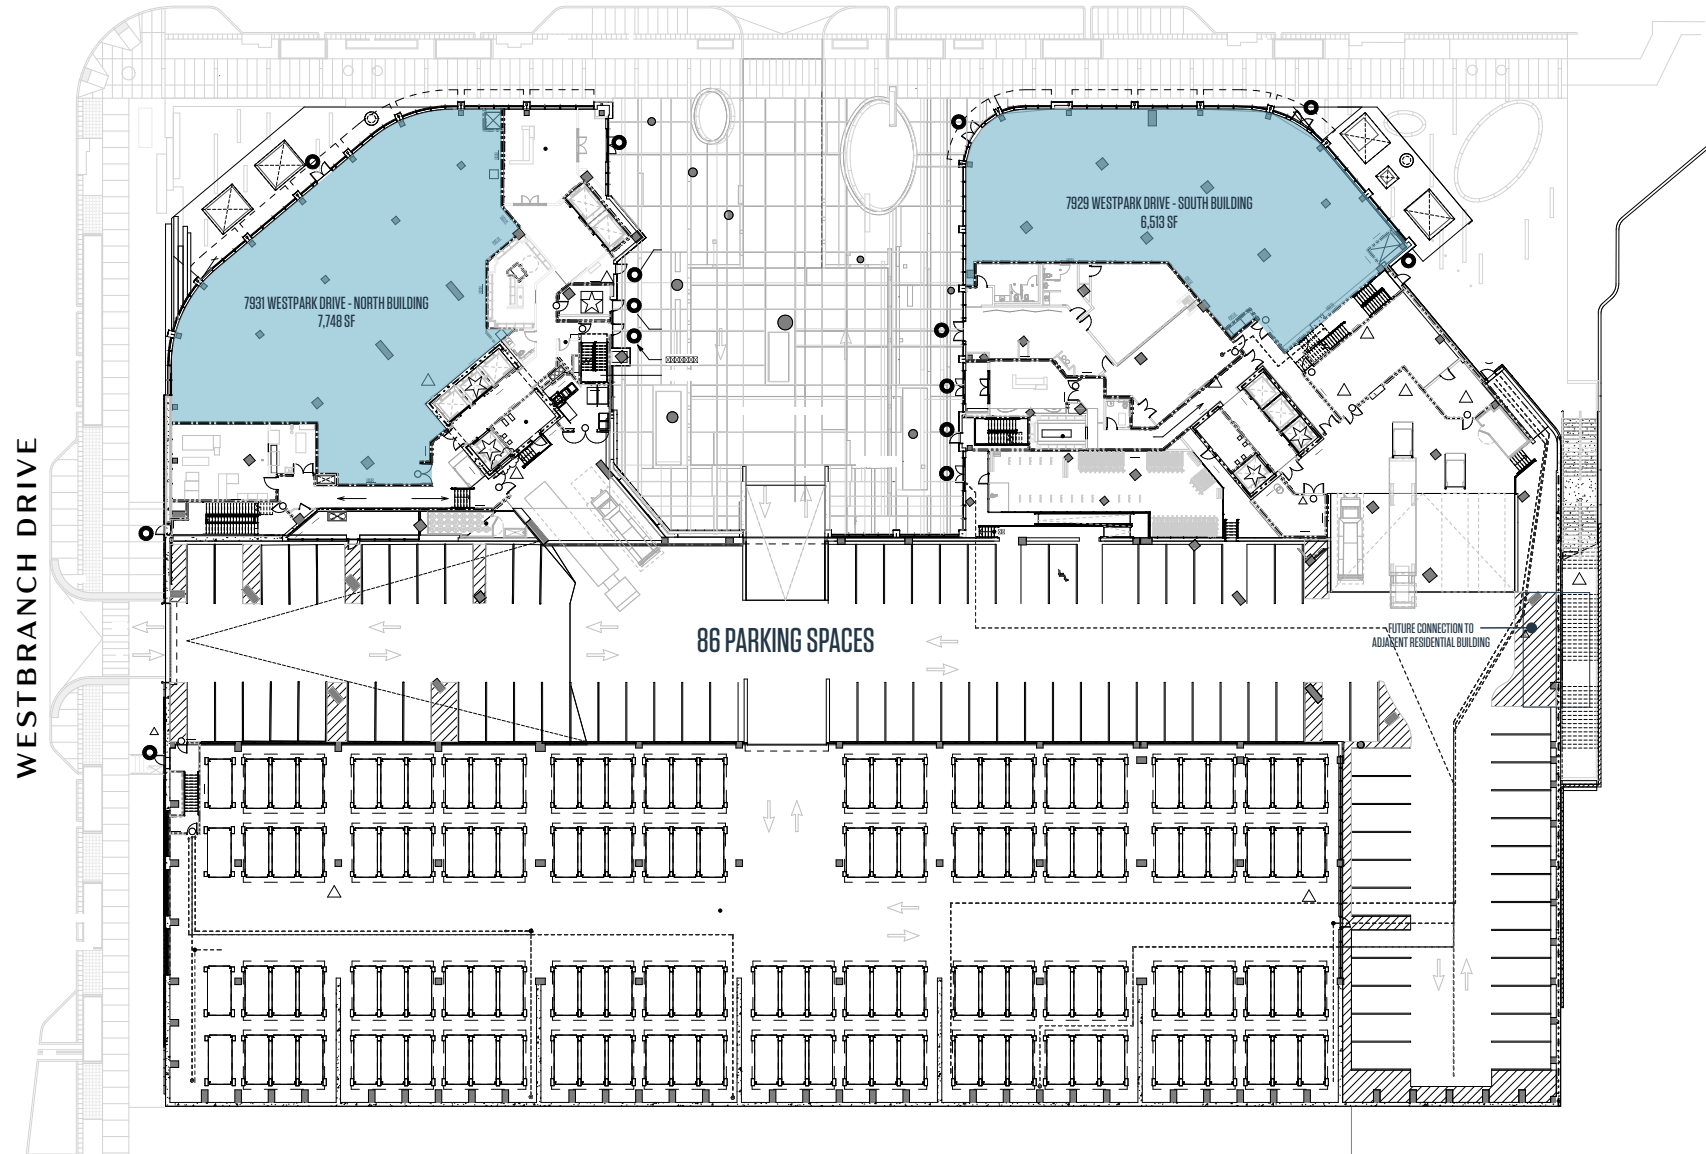 7931 WESTPARK DRIVE - NORTH BUILDING
7,748 SF
7929 WESTPARK DRIVE - SOUTH BUILDING
6,513 SF
WESTBRANCH DRIVE
86 PARKING SPACES
FUTURE CONNECTION TO
ADJACENT RESIDENTIAL BUILDING